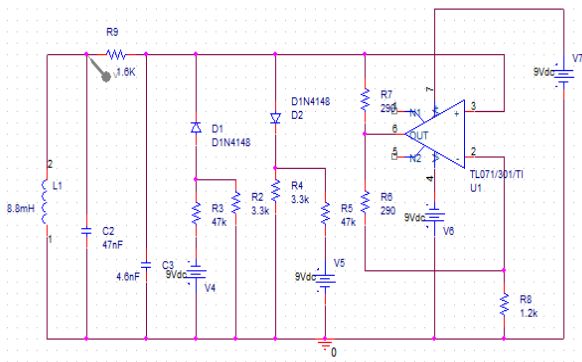 R9
1.6K
V7
9Vdc
7
R7
290
4
N1
+
3
D1N4148
D2
D1
D1N4148
6
OUT
5
N2
-
2
TL071/301/TI
U1
4
2
L1
8.8mH
1
R3
47k
R2
3.3k
R4
3.3k
R5
47k
R6
290
9Vdc
V6
C2
47nF
4.6nF
C3
9Vdc
V4
9Vdc
V5
R8
1.2k
0